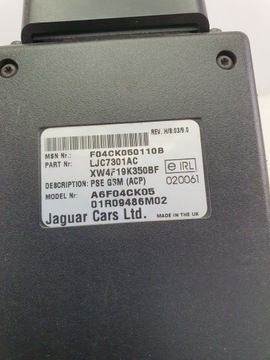 REV. H/S:03/9.0
MSN Nr.: F04CK050110B
PART Nr: LJC7301AC
XW4F19K350BF
e IRL
DESCRIPTION: PSE GSM (ACP)
020061
MODEL Nr: A6F04CK05
01R09486M02
Jaguar Cars Ltd.
MADE IN THE UK